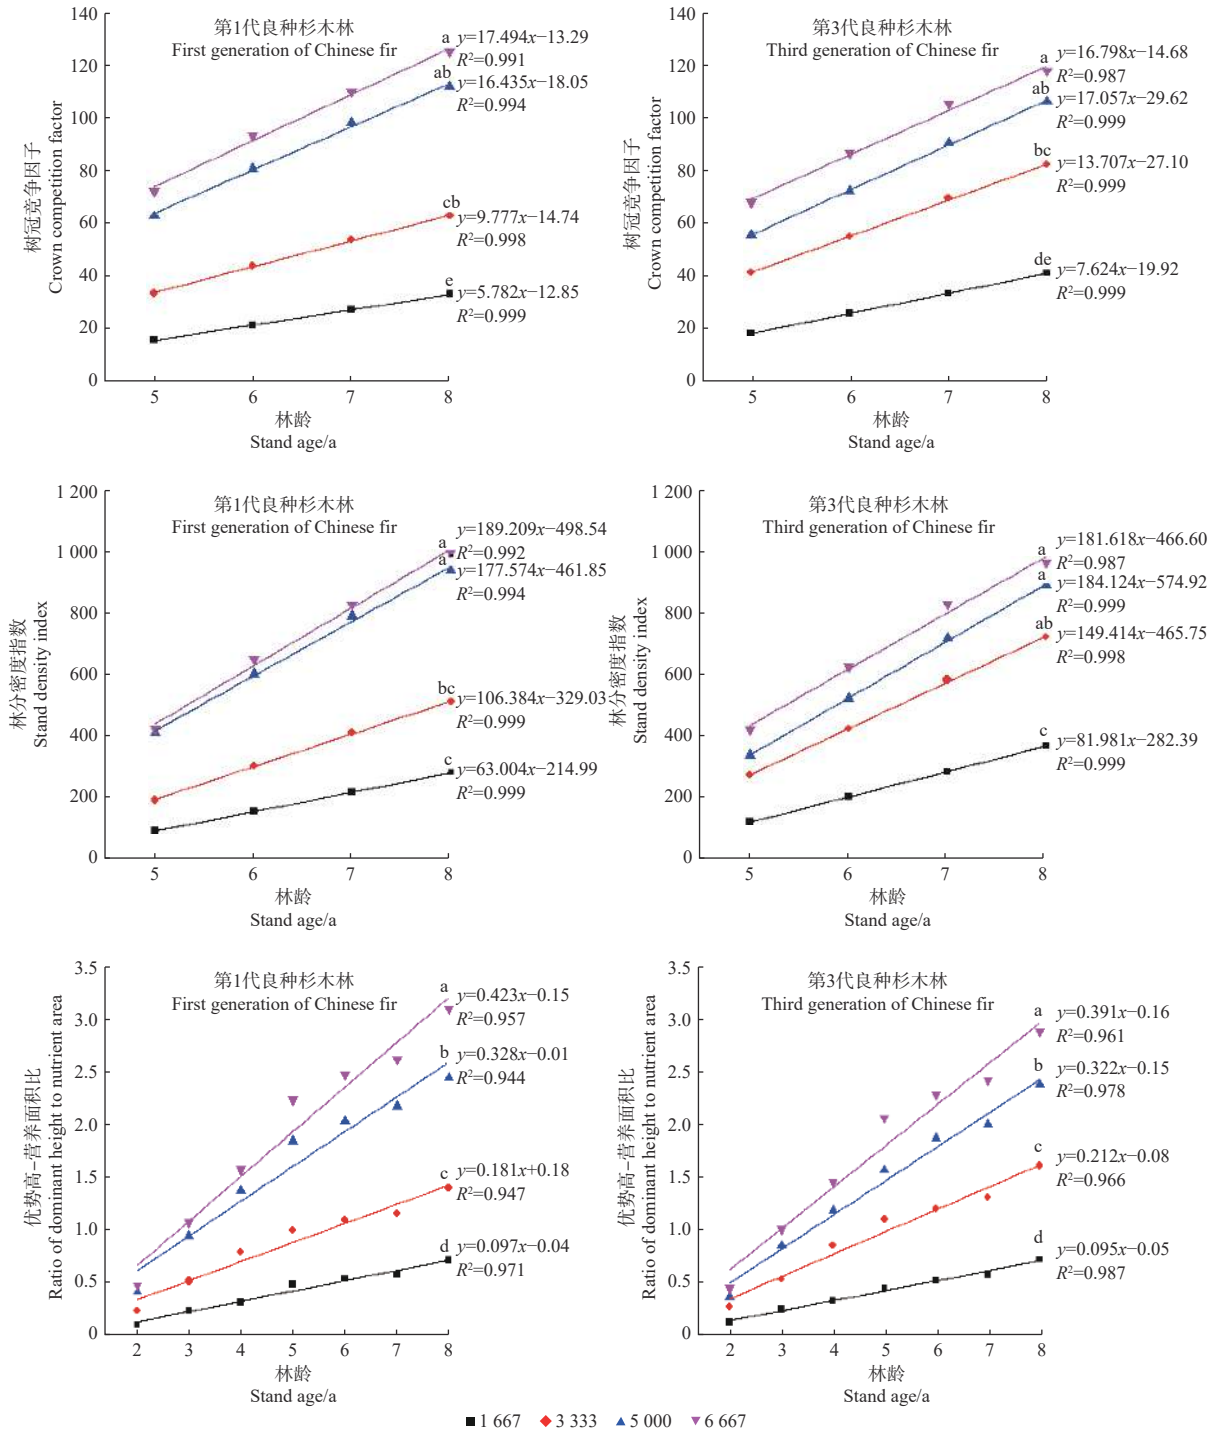 140
120
100
80
60
40
20
0
树冠竞争因子
Crown competition factor
第1代良种杉木林
First generation of Chinese fir
a
y=17.494x−13.29
R²=0.991
ab
y=16.435x−18.05
R²=0.994
cb
y=9.777x−14.74
R²=0.998
e
y=5.782x−12.85
R²=0.999
5 6 7 8
林龄
Stand age/a
140
120
100
80
60
40
20
0
树冠竞争因子
Crown competition factor
第3代良种杉木林
Third generation of Chinese fir
a
y=16.798x−14.68
R²=0.987
ab
y=17.057x−29.62
R²=0.999
bc
y=13.707x−27.10
R²=0.999
de
y=7.624x−19.92
R²=0.999
5 6 7 8
林龄
Stand age/a
1 200
1 000
800
600
400
200
0
林分密度指数
Stand density index
第1代良种杉木林
First generation of Chinese fir
a
y=189.209x−498.54
R²=0.992
a
y=177.574x−461.85
R²=0.994
bc
y=106.384x−329.03
R²=0.999
c
y=63.004x−214.99
R²=0.999
5 6 7 8
林龄
Stand age/a
1 200
1 000
800
600
400
200
0
林分密度指数
Stand density index
第3代良种杉木林
Third generation of Chinese fir
a
y=181.618x−466.60
R²=0.987
a
y=184.124x−574.92
R²=0.999
ab
y=149.414x−465.75
R²=0.998
c
y=81.981x−282.39
R²=0.999
5 6 7 8
林龄
Stand age/a
3.5
3.0
2.5
2.0
1.5
1.0
0.5
0
优势高−营养面积比
Ratio of dominant height to nutrient area
第1代良种杉木林
First generation of Chinese fir
a
y=0.423x−0.15
R²=0.957
b
y=0.328x−0.01
R²=0.944
c
y=0.181x+0.18
R²=0.947
d
y=0.097x−0.04
R²=0.971
2 3 4 5 6 7 8
林龄
Stand age/a
3.5
3.0
2.5
2.0
1.5
1.0
0.5
0
优势高−营养面积比
Ratio of dominant height to nutrient area
第3代良种杉木林
Third generation of Chinese fir
a
y=0.391x−0.16
R²=0.961
b
y=0.322x−0.15
R²=0.978
c
y=0.212x−0.08
R²=0.966
d
y=0.095x−0.05
R²=0.987
2 3 4 5 6 7 8
林龄
Stand age/a
1 667 3 333 5 000 6 667